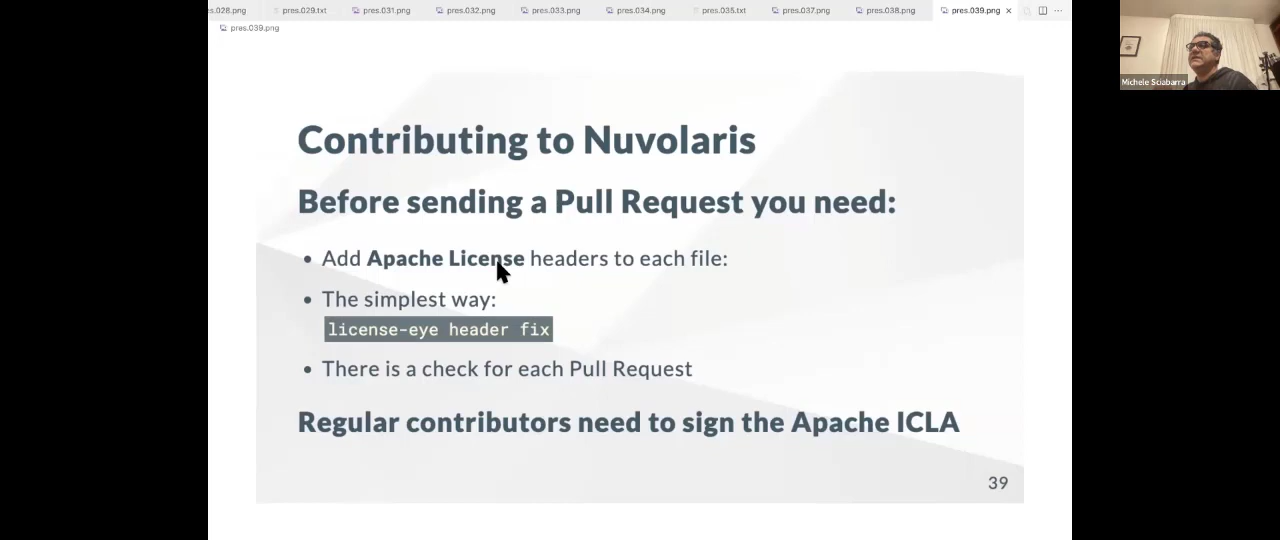 s.028.png pres.029.txt pres.031.png pres.032.png pres.033.png pres.034.png pres.035.txt pres.037.png pres.038.png pres.039.png
pres.039.png
Michele Sciabarra
Contributing to Nuvolaris
Before sending a Pull Request you need:
• Add Apache License headers to each file:
• The simplest way:
license-eye header fix
• There is a check for each Pull Request
Regular contributors need to sign the Apache ICLA
39